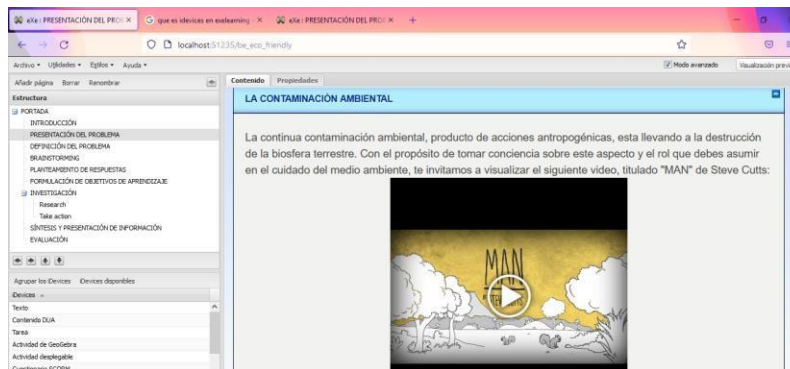 eXe : PRESENTACIÓN DEL PRO
que es idevices en exelearning -
eXe : PRESENTACIÓN DEL PRO
localhost:51235/be_eco_friendly
Archivo Utilidades Estilos Ayuda
Modo avanzado
Visualización previ
Añadir página Borrar Renombrar
Contenido Propiedades
Estructura
PORTADA
INTRODUCCIÓN
PRESENTACIÓN DEL PROBLEMA
DEFINICIÓN DEL PROBLEMA
BRAINSTORMING
PLANTEAMIENTO DE RESPUESTAS
FORMULACIÓN DE OBJETIVOS DE APRENDIZAJE
INVESTIGACIÓN
Research
Take action
SÍNTESIS Y PRESENTACIÓN DE INFORMACIÓN
EVALUACIÓN
Agrupar los iDevices iDevices disponibles
iDevices
Texto
Contenido DUA
Tarea
Actividad de GeoGebra
Actividad desplegable
Cuestionario SCORM
LA CONTAMINACIÓN AMBIENTAL
La continua contaminación ambiental, producto de acciones antropogénicas, esta llevando a la destrucción
de la biosfera terrestre. Con el propósito de tomar conciencia sobre este aspecto y el rol que debes asumir
en el cuidado del medio ambiente, te invitamos a visualizar el siguiente video, titulado "MAN" de Steve Cutts:
MAN